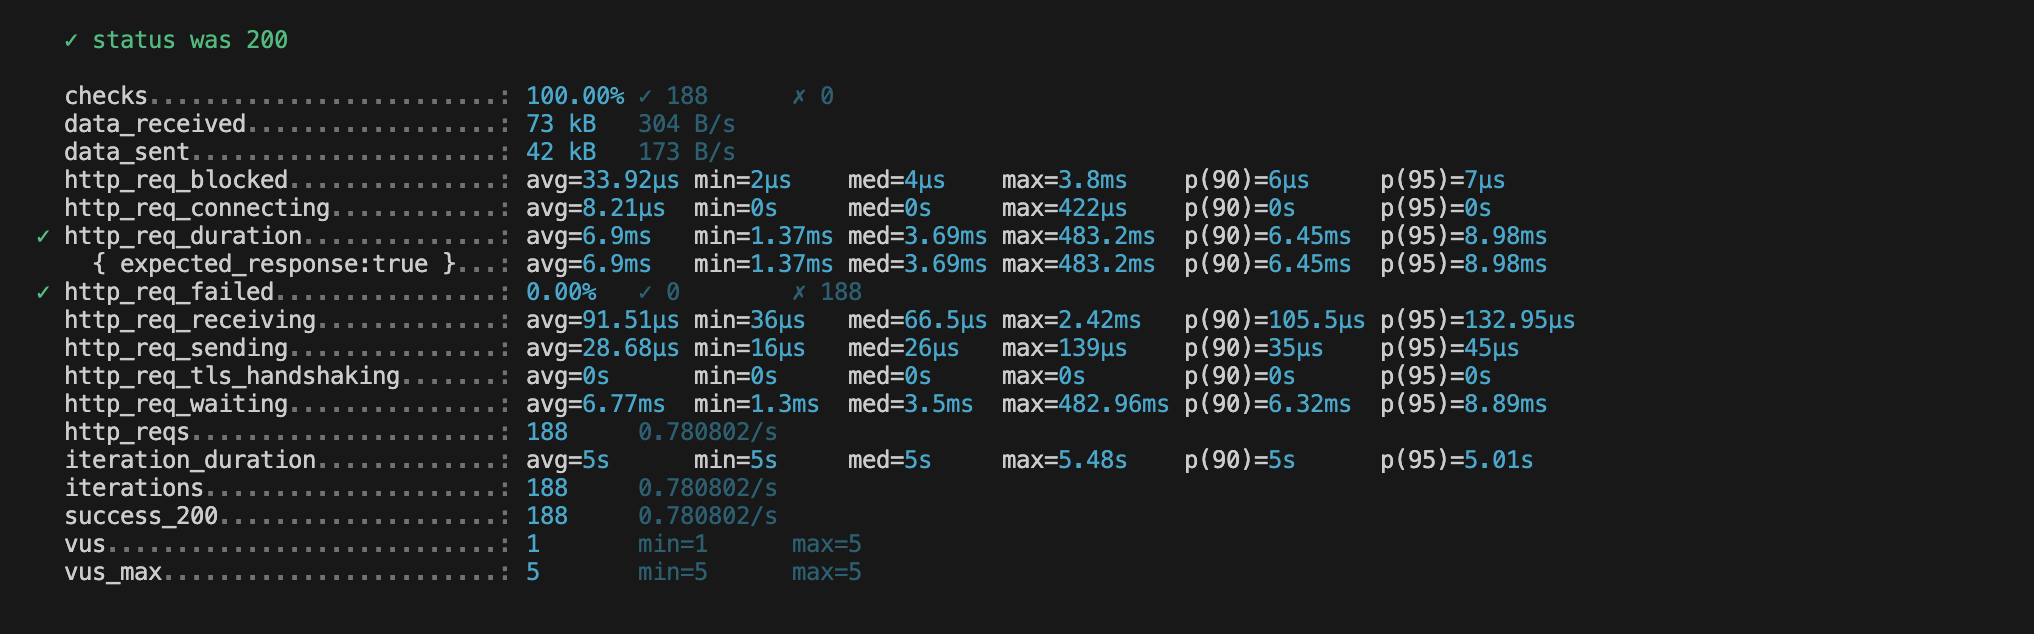 ✓ status was 200
checks.........................: 100.00% ✓ 188      ✗ 0
data_received..................: 73 kB   304 B/s
data_sent......................: 42 kB   173 B/s
http_req_blocked...............: avg=33.92µs min=2µs    med=4µs    max=3.8ms    p(90)=6µs     p(95)=7µs
http_req_connecting............: avg=8.21µs  min=0s     med=0s     max=422µs    p(90)=0s      p(95)=0s
✓ http_req_duration..............: avg=6.9ms   min=1.37ms med=3.69ms max=483.2ms  p(90)=6.45ms  p(95)=8.98ms
{ expected_response:true }...: avg=6.9ms   min=1.37ms med=3.69ms max=483.2ms  p(90)=6.45ms  p(95)=8.98ms
✓ http_req_failed................: 0.00%   ✓ 0        ✗ 188
http_req_receiving.............: avg=91.51µs min=36µs   med=66.5µs max=2.42ms   p(90)=105.5µs p(95)=132.95µs
http_req_sending...............: avg=28.68µs min=16µs   med=26µs   max=139µs    p(90)=35µs    p(95)=45µs
http_req_tls_handshaking.......: avg=0s      min=0s     med=0s     max=0s       p(90)=0s      p(95)=0s
http_req_waiting...............: avg=6.77ms  min=1.3ms  med=3.5ms  max=482.96ms p(90)=6.32ms  p(95)=8.89ms
http_reqs......................: 188     0.780802/s
iteration_duration.............: avg=5s      min=5s     med=5s     max=5.48s    p(90)=5s      p(95)=5.01s
iterations.....................: 188     0.780802/s
success_200....................: 188     0.780802/s
vus............................: 1       min=1      max=5
vus_max........................: 5       min=5      max=5